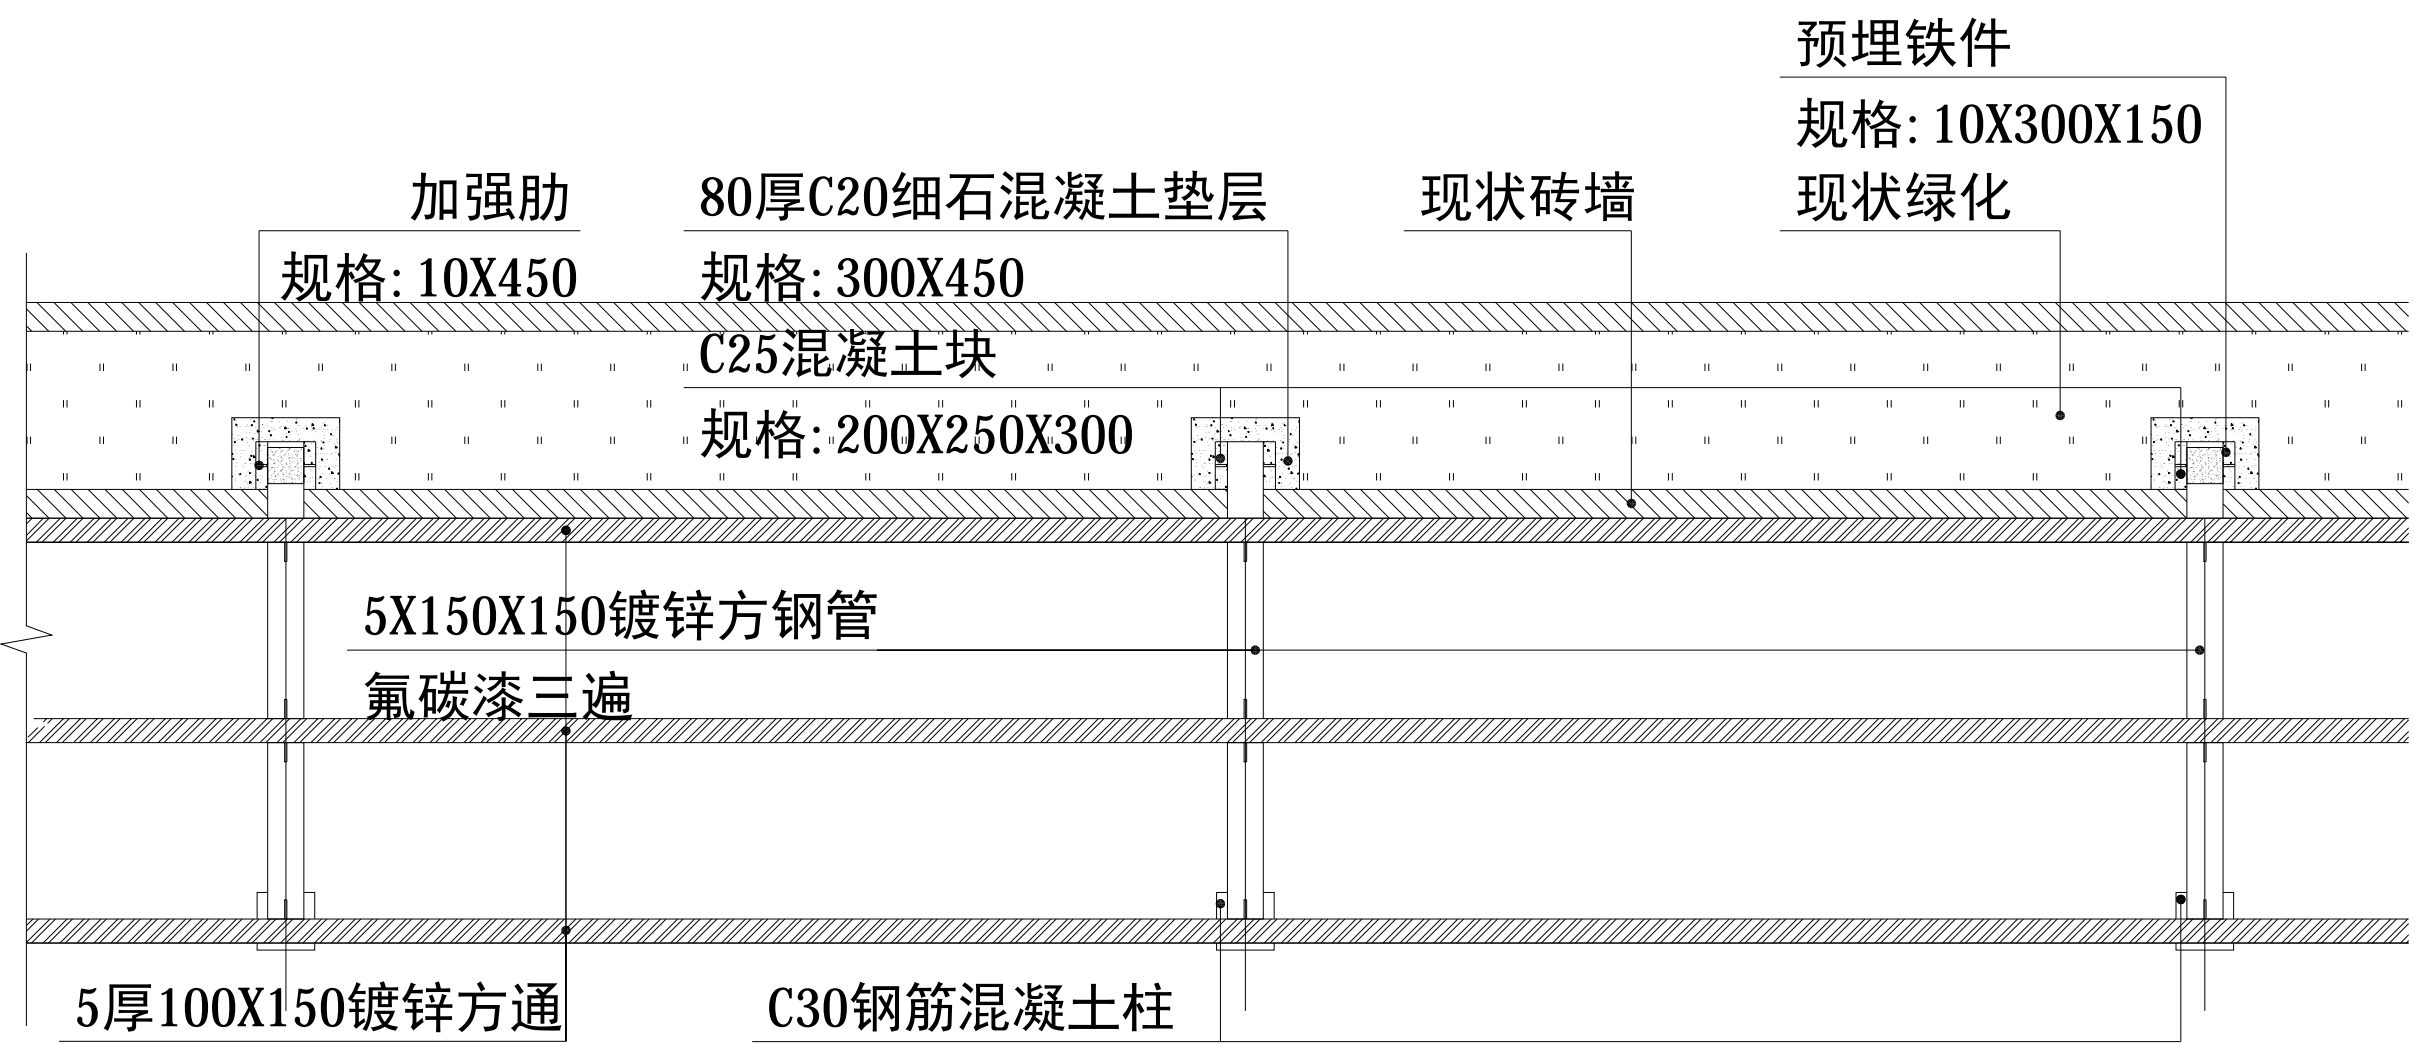 预埋铁件
规格:10X300X150
加强肋
规格:10X450
80厚C20细石混凝土垫层
规格:300X450
现状砖墙
现状绿化
C25混凝土块
规格:200X250X300
5X150X150镀锌方钢管
氟碳漆三遍
5厚100X150镀锌方通
C30钢筋混凝土柱